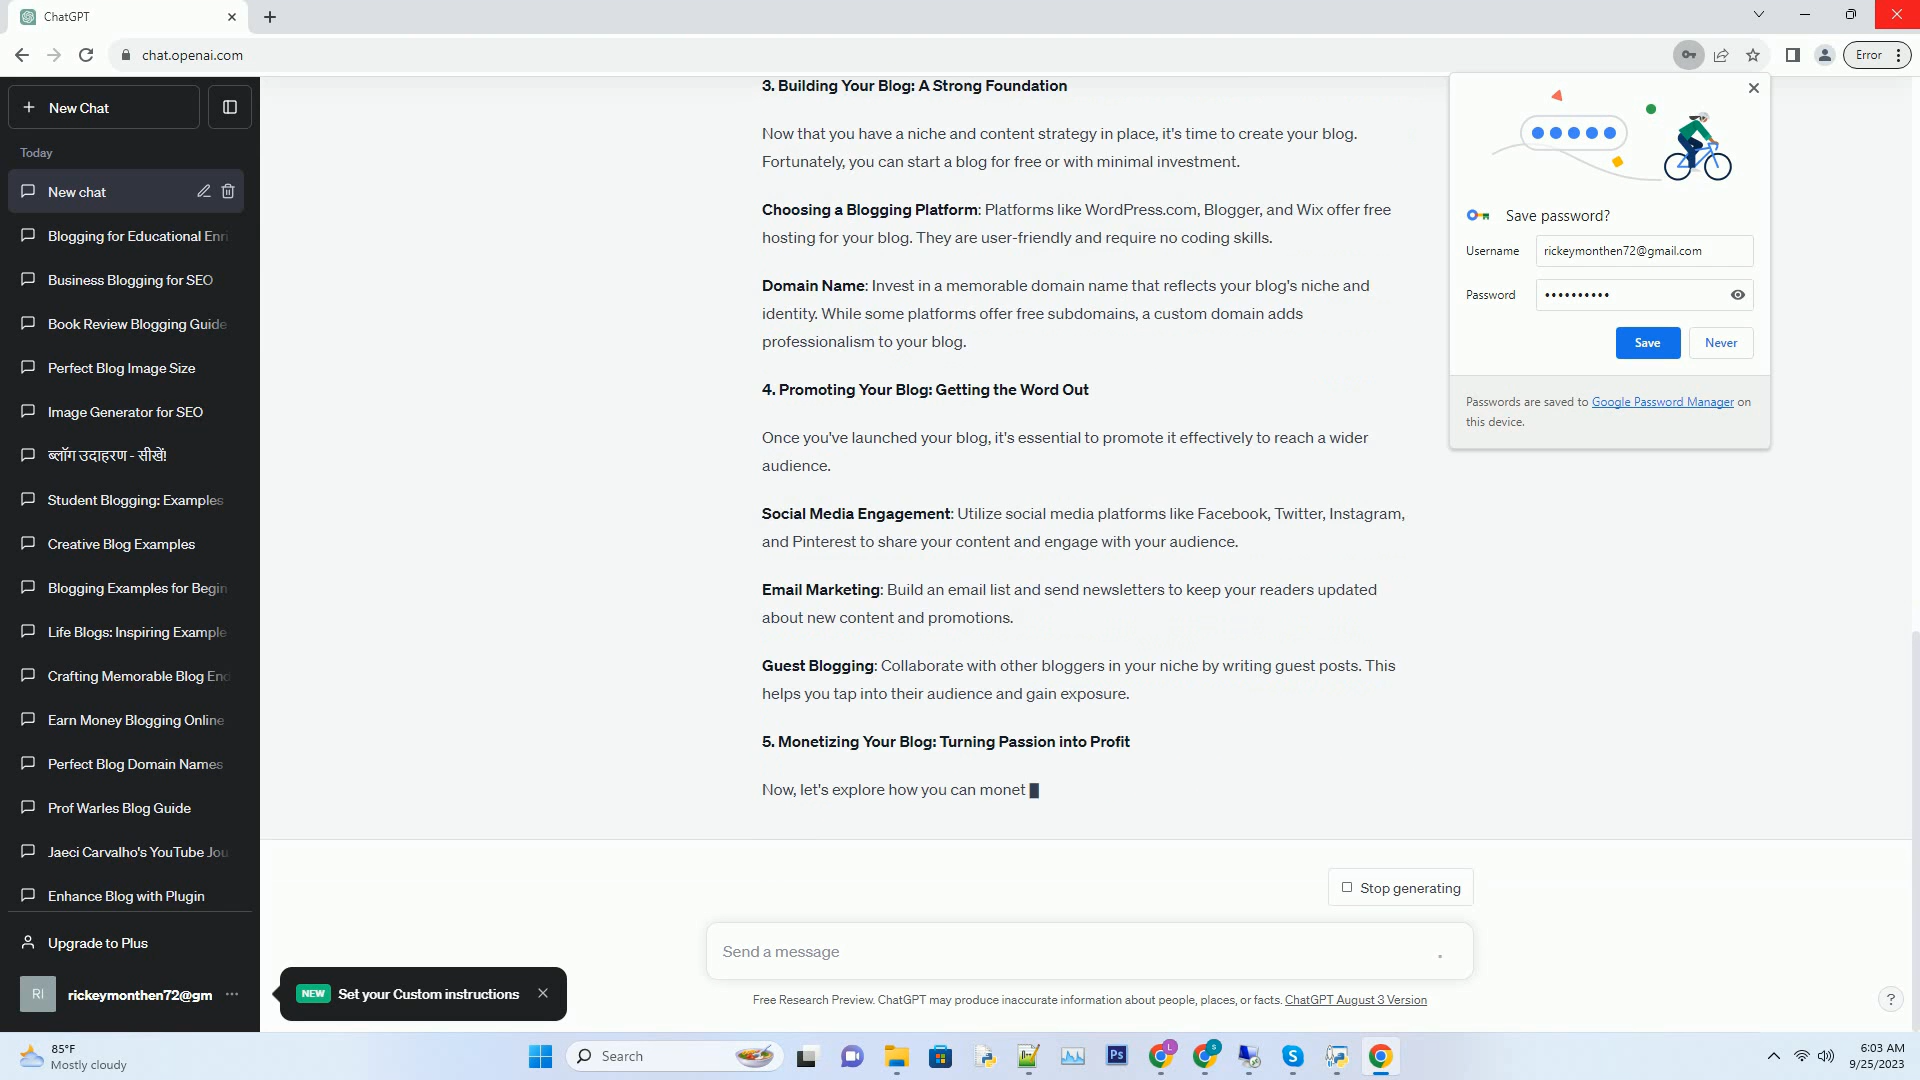 ChatGPT
chat.openai.com
Error
New Chat
Today
New chat
Blogging for Educational Enri
Business Blogging for SEO
Book Review Blogging Guide
Perfect Blog Image Size
Image Generator for SEO
ब्लॉग उदाहरण - सीखें!
Student Blogging: Examples
Creative Blog Examples
Blogging Examples for Begin
Life Blogs: Inspiring Example
Crafting Memorable Blog End
Earn Money Blogging Online
Perfect Blog Domain Names
Prof Warles Blog Guide
Jaeci Carvalho's YouTube Jou
Enhance Blog with Plugin
Upgrade to Plus
RI
rickeymonthen72@gm
NEW Set your Custom instructions
3. Building Your Blog: A Strong Foundation
Now that you have a niche and content strategy in place, it's time to create your blog.
Fortunately, you can start a blog for free or with minimal investment.
Choosing a Blogging Platform: Platforms like WordPress.com, Blogger, and Wix offer free
hosting for your blog. They are user-friendly and require no coding skills.
Domain Name: Invest in a memorable domain name that reflects your blog's niche and
identity. While some platforms offer free subdomains, a custom domain adds
professionalism to your blog.
4. Promoting Your Blog: Getting the Word Out
Once you've launched your blog, it's essential to promote it effectively to reach a wider
audience.
Social Media Engagement: Utilize social media platforms like Facebook, Twitter, Instagram,
and Pinterest to share your content and engage with your audience.
Email Marketing: Build an email list and send newsletters to keep your readers updated
about new content and promotions.
Guest Blogging: Collaborate with other bloggers in your niche by writing guest posts. This
helps you tap into their audience and gain exposure.
5. Monetizing Your Blog: Turning Passion into Profit
Now, let's explore how you can monet
Stop generating
Send a message
Free Research Preview. ChatGPT may produce inaccurate information about people, places, or facts. ChatGPT August 3 Version
?
Save password?
Username rickeymonthen72@gmail.com
Password ••••••••••
Save Never
Passwords are saved to Google Password Manager on
this device.
85°F
Mostly cloudy
Search
Ps
L
S
6:03 AM
9/25/2023